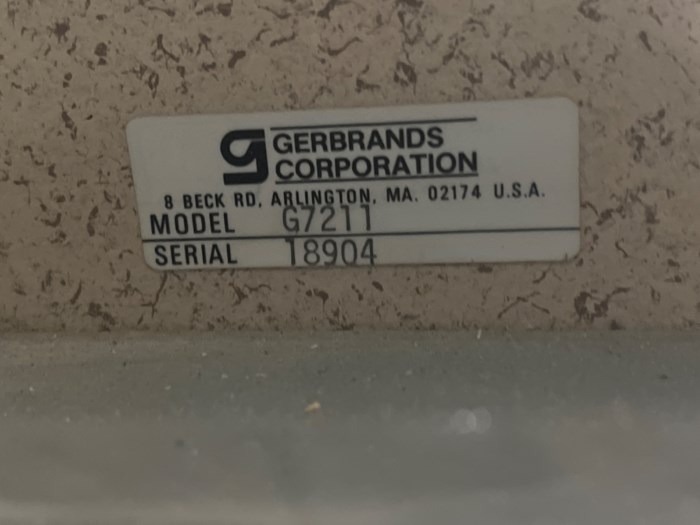 GERBRANDS
CORPORATION
8 BECK RD, ARLINGTON, MA. 02174 U.S.A.
MODEL G7211
SERIAL 18904